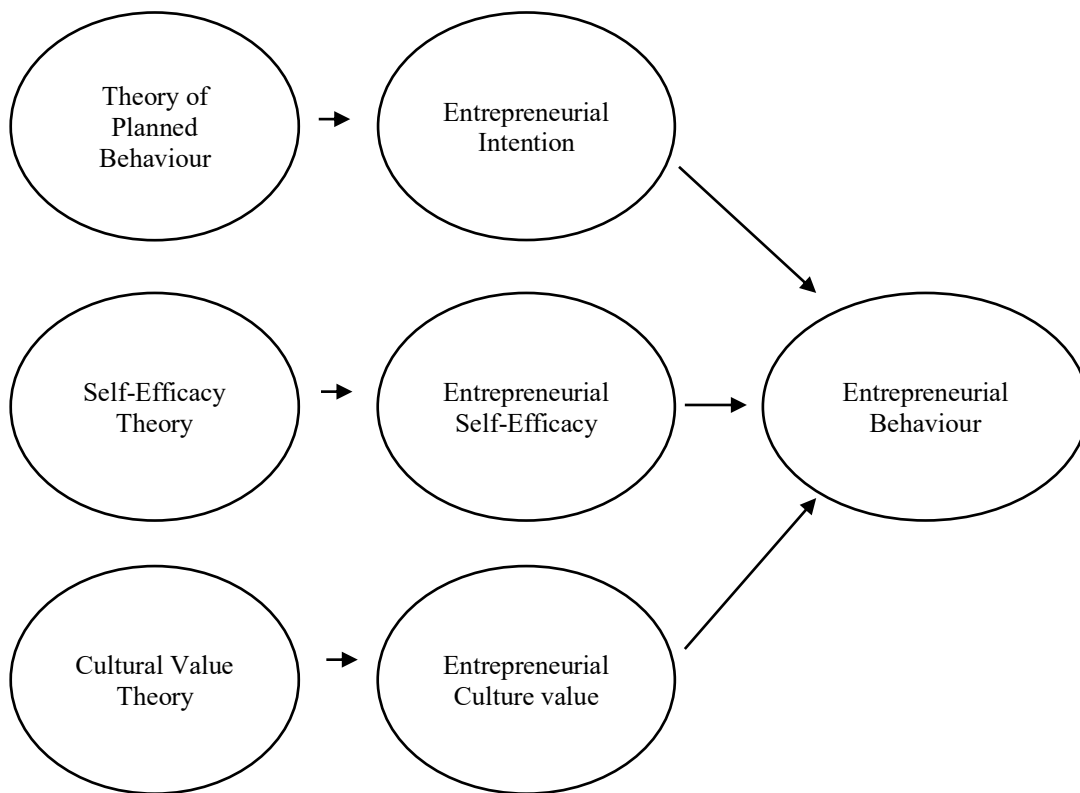 Theory of
Planned
Behaviour
Entrepreneurial
Intention
Self-Efficacy
Theory
Entrepreneurial
Self-Efficacy
Entrepreneurial
Behaviour
Cultural Value
Theory
Entrepreneurial
Culture value